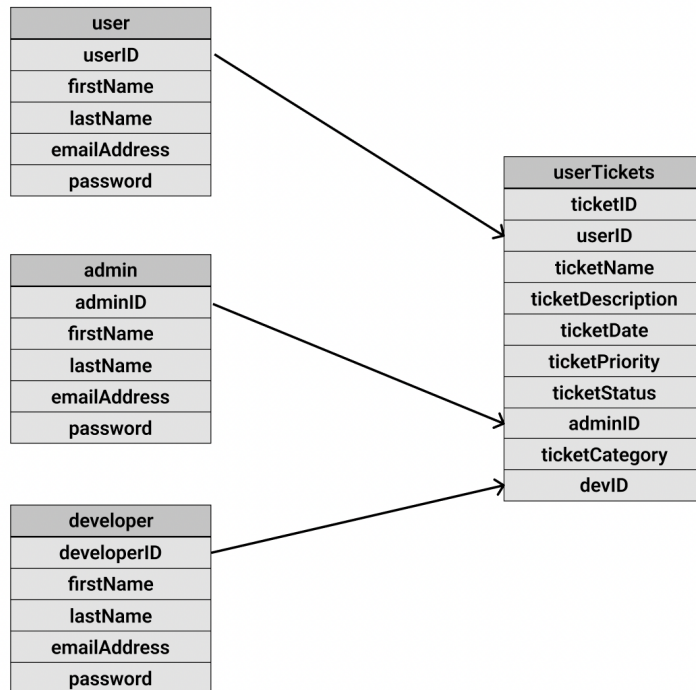 user
userID
firstName
lastName
emailAddress
password
admin
adminID
firstName
lastName
emailAddress
password
developer
developerID
firstName
lastName
emailAddress
password
userTickets
ticketID
userID
ticketName
ticketDescription
ticketDate
ticketPriority
ticketStatus
adminID
ticketCategory
devID